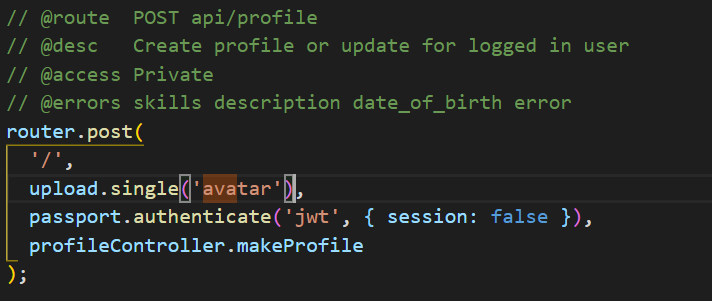 // @route  POST api/profile
// @desc   Create profile or update for logged in user
// @access Private
// @errors skills description date_of_birth error
router.post(
  '/',
  upload.single('avatar'),
  passport.authenticate('jwt', { session: false }),
  profileController.makeProfile
);